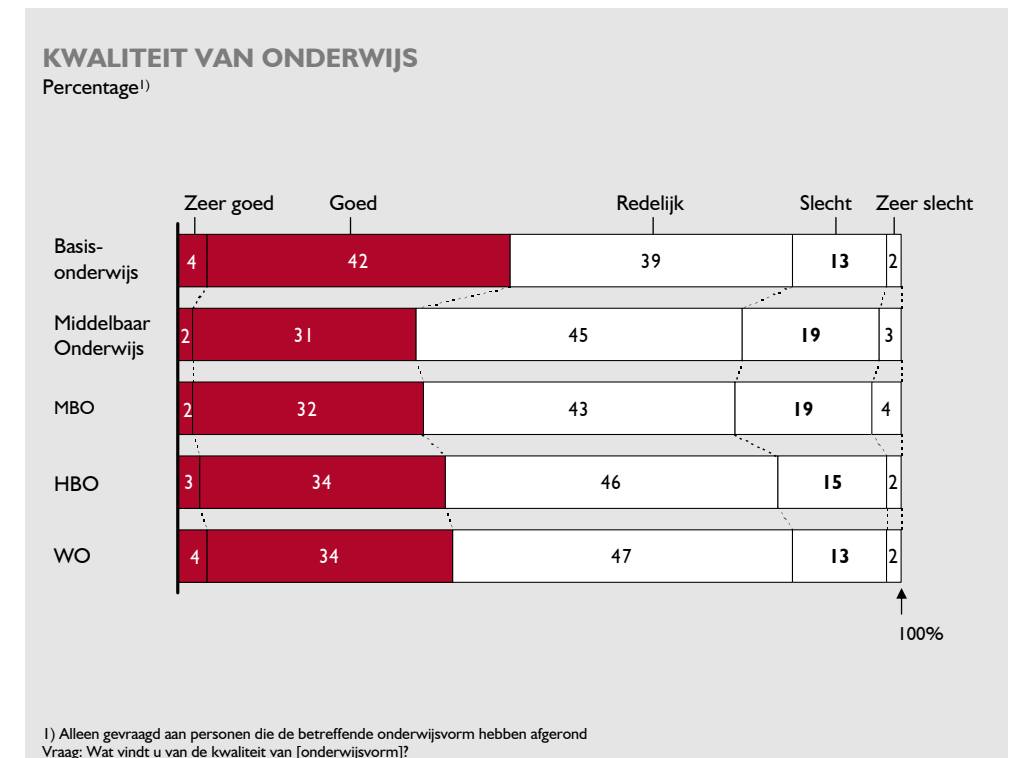 KWALITEIT VAN ONDERWIJS
Percentage1)
Zeer goed Goed Redelijk Slecht Zeer slecht
Basis-
onderwijs
4 42 39 13 2
Middelbaar
Onderwijs
2 31 45 19 3
MBO 2 32 43 19 4
HBO 3 34 46 15 2
WO 4 34 47 13 2
100%
1) Alleen gevraagd aan personen die de betreffende onderwijsvorm hebben afgerond
Vraag: Wat vindt u van de kwaliteit van [onderwijsvorm]?